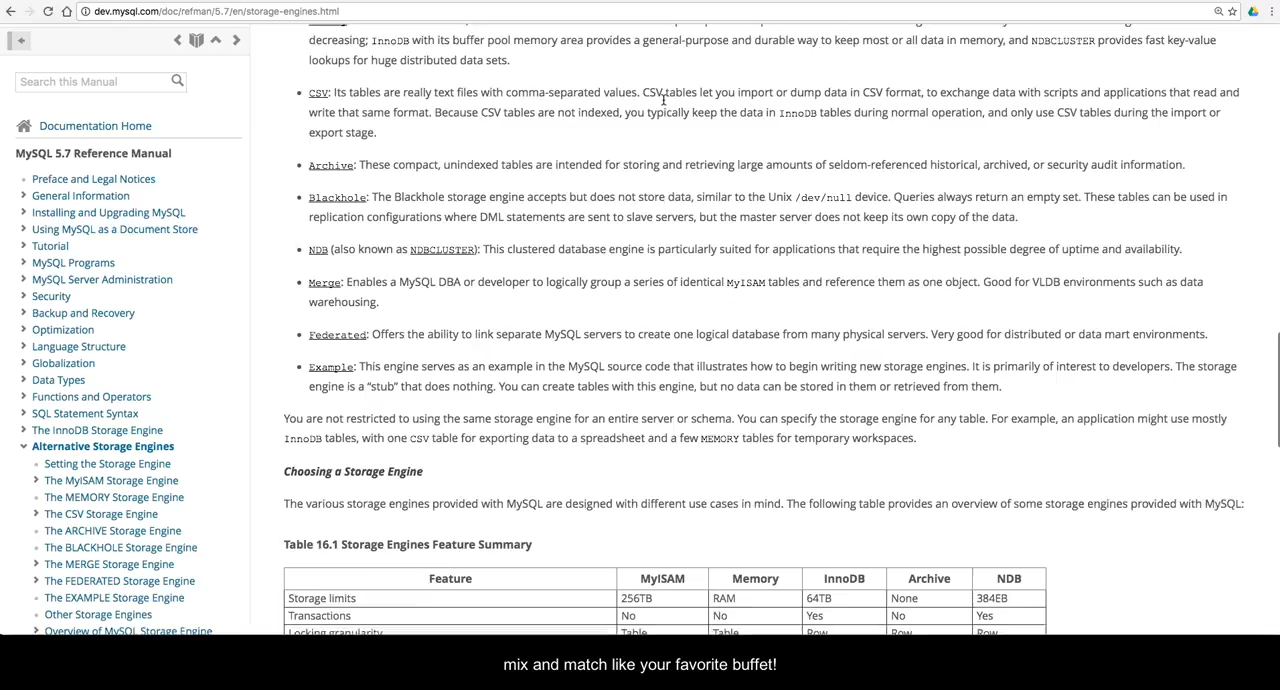 dev.mysql.com/doc/refman/5.7/en/storage-engines.html
decreasing; InnoDB with its buffer pool memory area provides a general-purpose and durable way to keep most or all data in memory, and NDBCLUSTER provides fast key-value
lookups for huge distributed data sets.
Search this Manual
CSV: Its tables are really text files with comma-separated values. CSV tables let you import or dump data in CSV format, to exchange data with scripts and applications that read and
write that same format. Because CSV tables are not indexed, you typically keep the data in InnoDB tables during normal operation, and only use CSV tables during the import or
export stage.
Documentation Home
MySQL 5.7 Reference Manual
Preface and Legal Notices
General Information
Installing and Upgrading MySQL
Using MySQL as a Document Store
Tutorial
MySQL Programs
MySQL Server Administration
Security
Backup and Recovery
Optimization
Language Structure
Globalization
Data Types
Functions and Operators
SQL Statement Syntax
The InnoDB Storage Engine
Alternative Storage Engines
Setting the Storage Engine
The MyISAM Storage Engine
The MEMORY Storage Engine
The CSV Storage Engine
The ARCHIVE Storage Engine
The BLACKHOLE Storage Engine
The MERGE Storage Engine
The FEDERATED Storage Engine
The EXAMPLE Storage Engine
Other Storage Engines
Overview of MySQL Storage Engine
Archive: These compact, unindexed tables are intended for storing and retrieving large amounts of seldom-referenced historical, archived, or security audit information.
Blackhole: The Blackhole storage engine accepts but does not store data, similar to the Unix /dev/null device. Queries always return an empty set. These tables can be used in
replication configurations where DML statements are sent to slave servers, but the master server does not keep its own copy of the data.
NDB (also known as NDBCLUSTER): This clustered database engine is particularly suited for applications that require the highest possible degree of uptime and availability.
Merge: Enables a MySQL DBA or developer to logically group a series of identical MyISAM tables and reference them as one object. Good for VLDB environments such as data
warehousing.
Federated: Offers the ability to link separate MySQL servers to create one logical database from many physical servers. Very good for distributed or data mart environments.
Example: This engine serves as an example in the MySQL source code that illustrates how to begin writing new storage engines. It is primarily of interest to developers. The storage
engine is a “stub” that does nothing. You can create tables with this engine, but no data can be stored in them or retrieved from them.
You are not restricted to using the same storage engine for an entire server or schema. You can specify the storage engine for any table. For example, an application might use mostly
InnoDB tables, with one CSV table for exporting data to a spreadsheet and a few MEMORY tables for temporary workspaces.
Choosing a Storage Engine
The various storage engines provided with MySQL are designed with different use cases in mind. The following table provides an overview of some storage engines provided with MySQL:
Table 16.1 Storage Engines Feature Summary
Feature MyISAM Memory InnoDB Archive NDB
Storage limits 256TB RAM 64TB None 384EB
Transactions No No Yes No Yes
Locking granularity Table Table Row Row Row
mix and match like your favorite buffet!